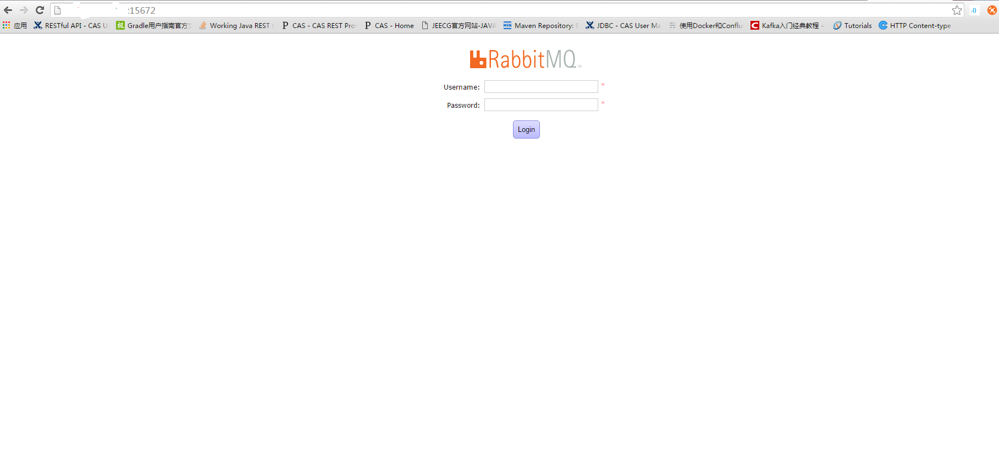 :15672
应用 RESTful API - CAS U Gradle用户指南官方 Working Java REST CAS - CAS REST Pro CAS - Home JEECG官方网站-JAVA Maven Repository: S JDBC - CAS User Ma 使用Docker和Conflu Kafka入门经典教程 - Tutorials HTTP Content-type
RabbitMQ™
Username: *
Password: *
Login